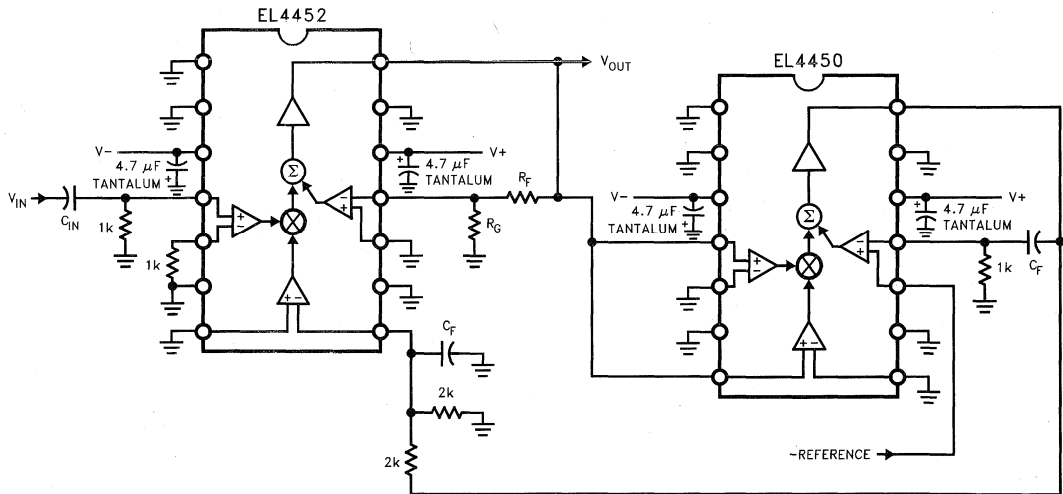 EL4452
VOUT
EL4450
V-
4.7 µF
TANTALUM
+
V+
+
4.7 µF
TANTALUM
RF
VIN
CIN
1k
1k
Σ
+
-
-
+
RG
+ -
V-
4.7 µF
TANTALUM
+
V+
+
4.7 µF
TANTALUM
Σ
+
-
-
+
1k
CF
+ -
CF
2k
2k
-REFERENCE